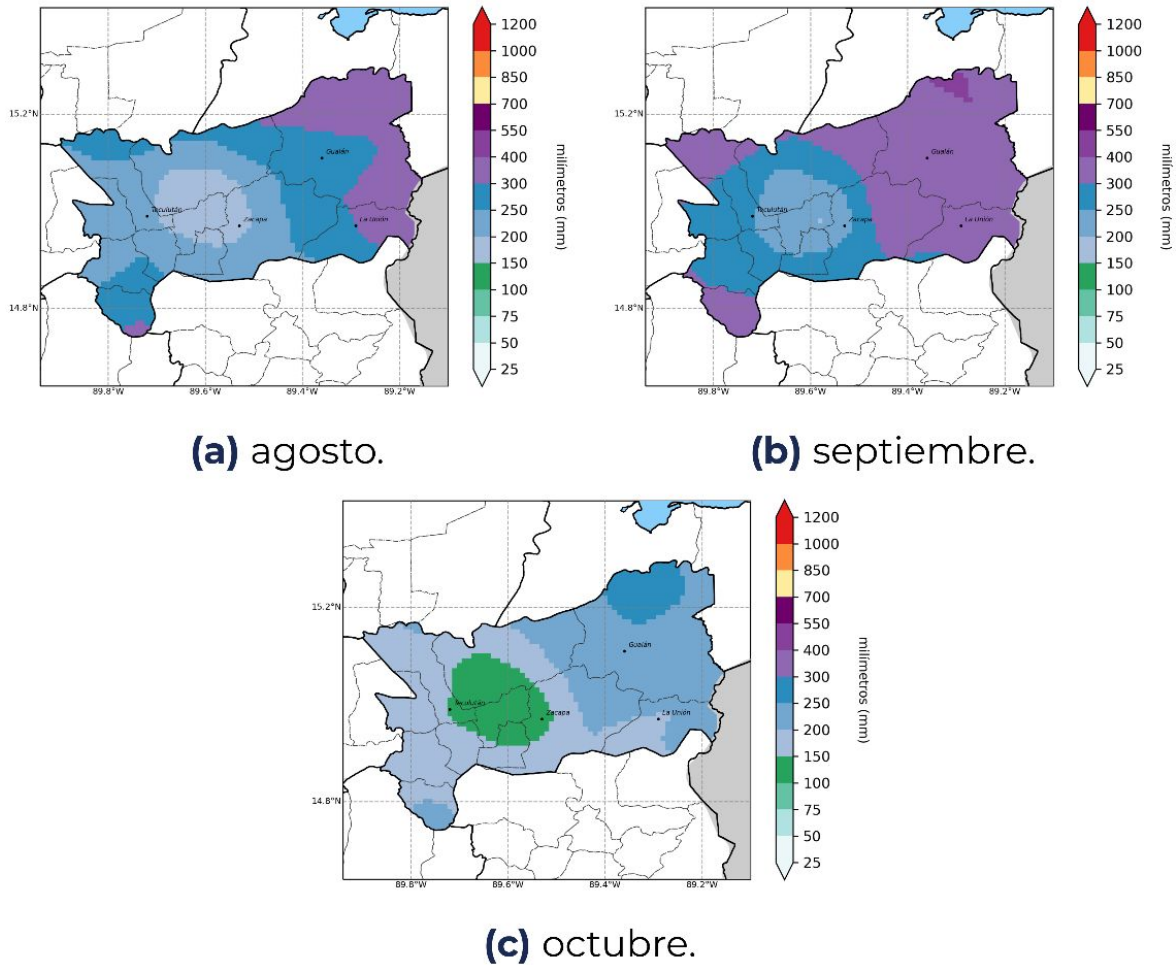 1200
1000
850
700
550
400
300
250
200
150
100
75
50
25
milímetros (mm)
15.2°N
14.8°N
89.8°W
89.6°W
89.4°W
89.2°W
Gualán
Teculután
Zacapa
La Unión
(a) agosto.
1200
1000
850
700
550
400
300
250
200
150
100
75
50
25
milímetros (mm)
15.2°N
14.8°N
89.8°W
89.6°W
89.4°W
89.2°W
Gualán
Teculután
Zacapa
La Unión
(b) septiembre.
1200
1000
850
700
550
400
300
250
200
150
100
75
50
25
milímetros (mm)
15.2°N
14.8°N
89.8°W
89.6°W
89.4°W
89.2°W
Gualán
Teculután
Zacapa
La Unión
(c) octubre.